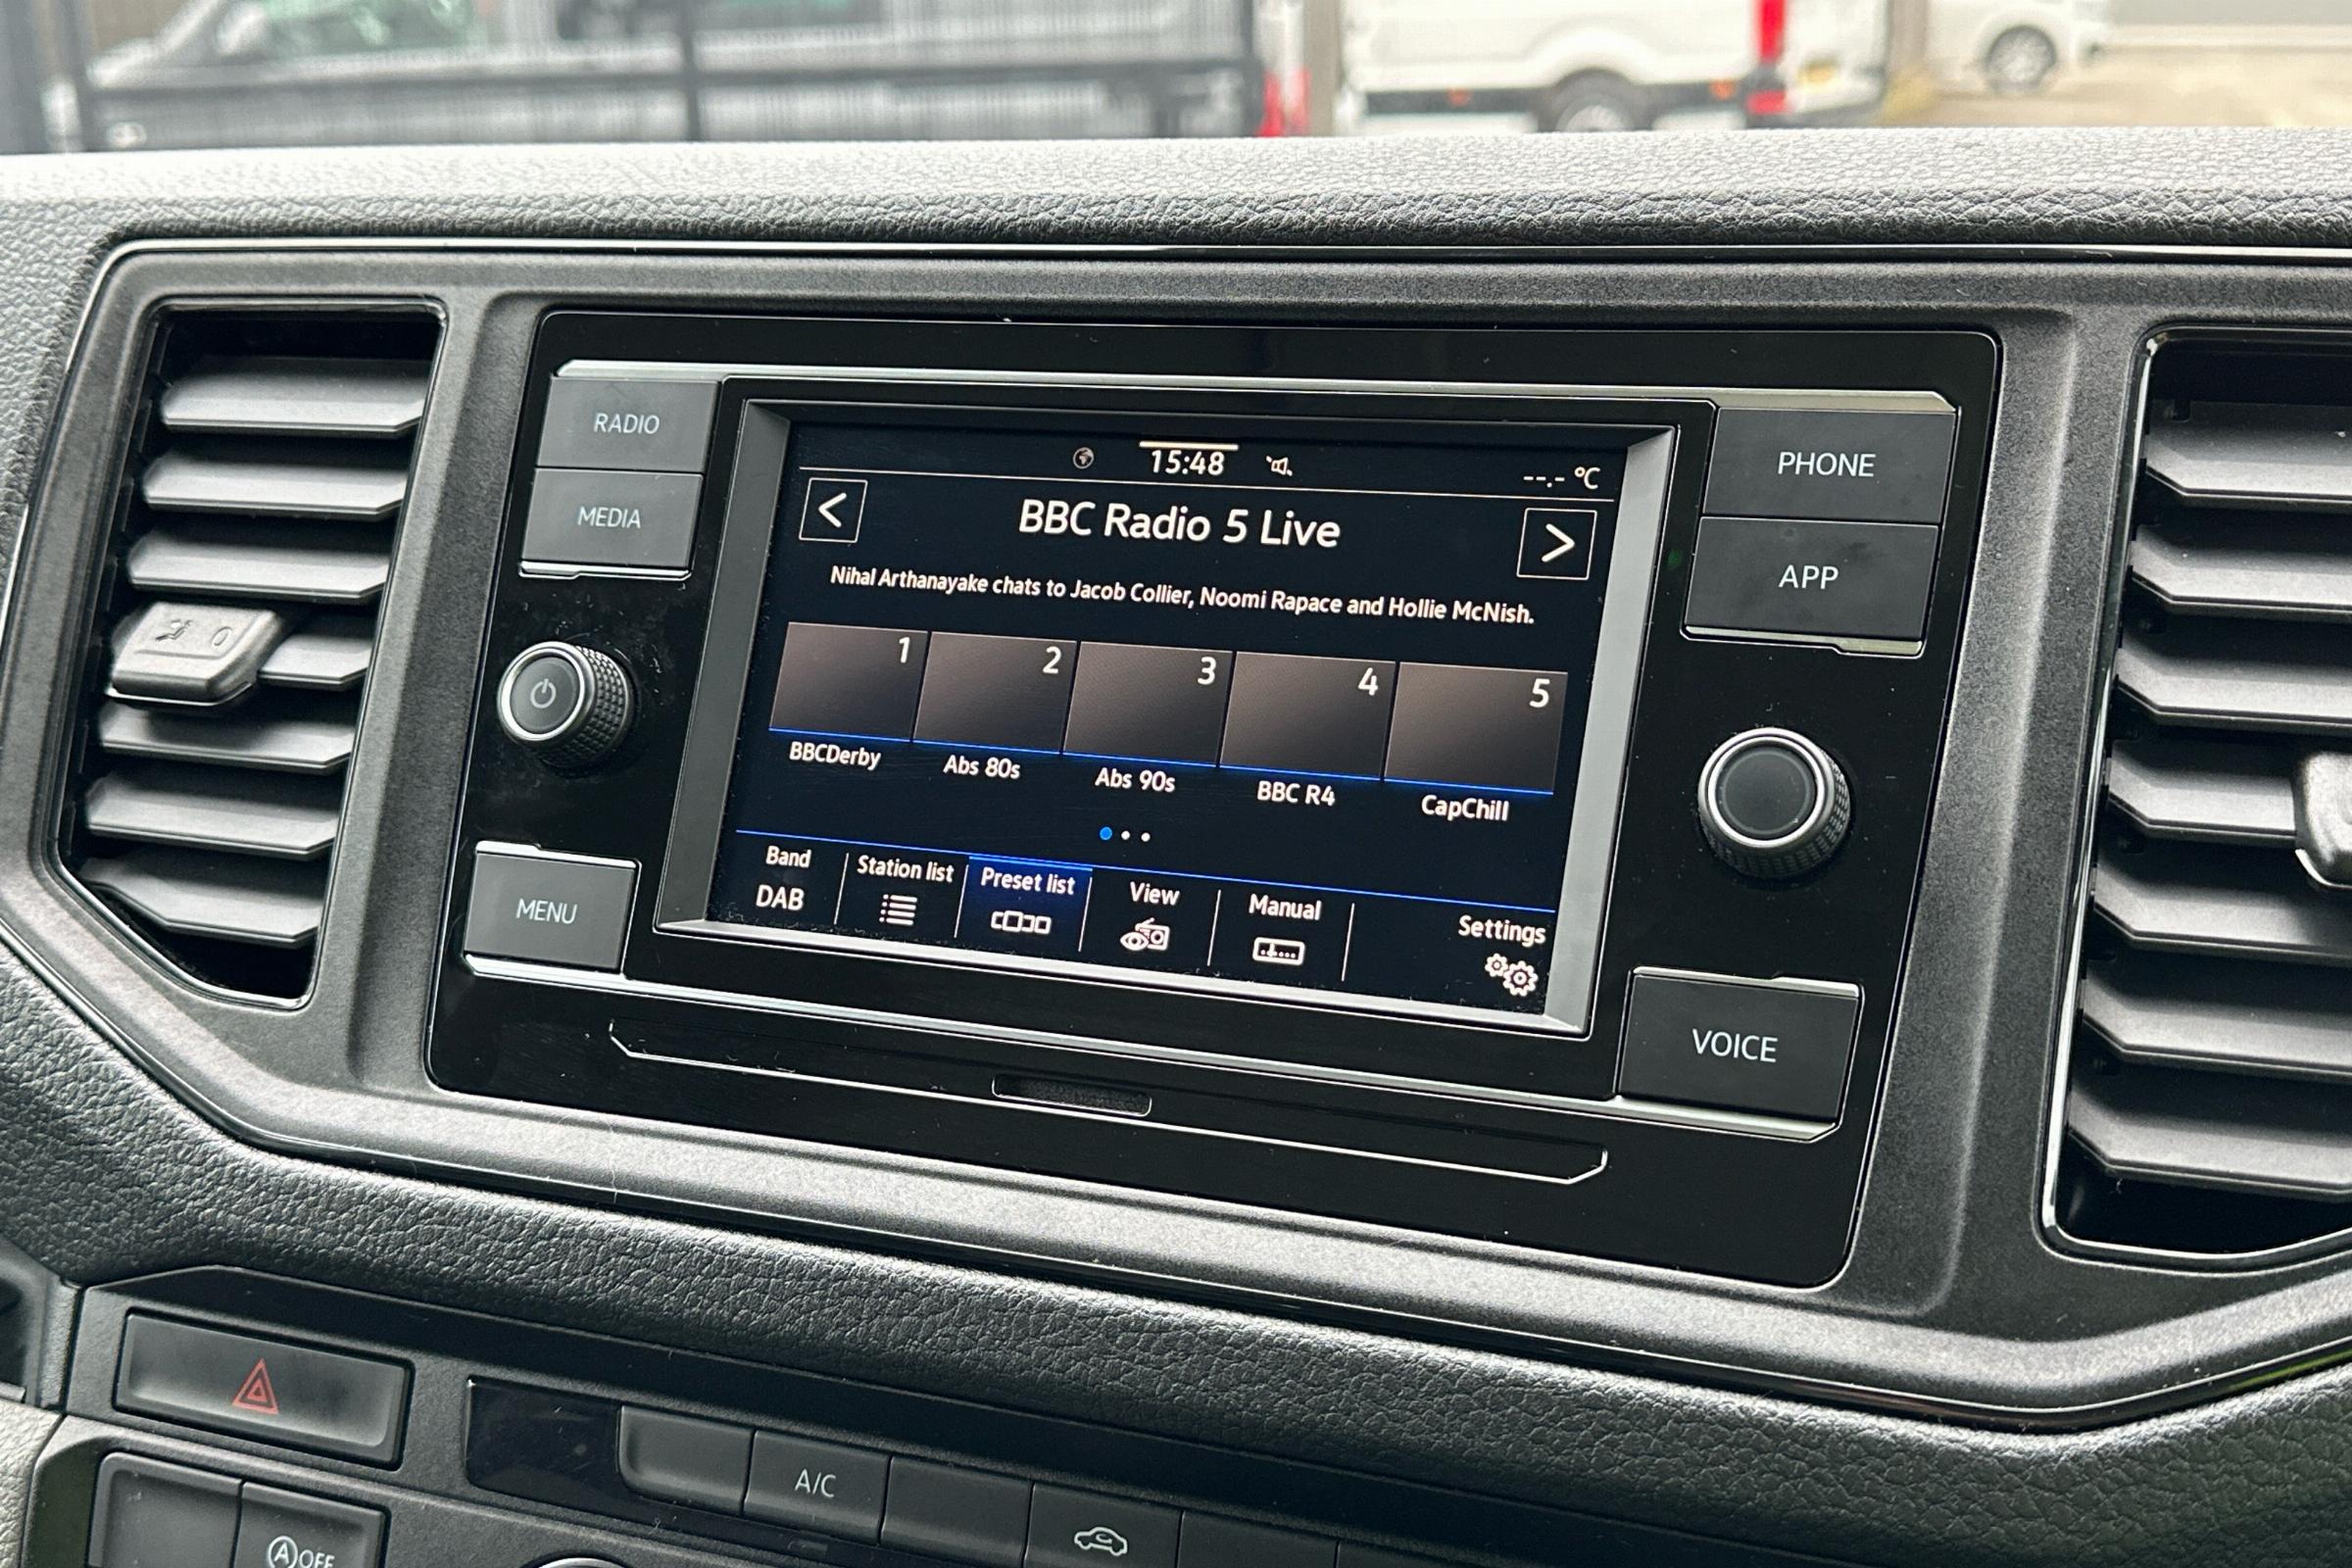 RADIO
MEDIA
MENU
PHONE
APP
VOICE
15:48
--.- °C
<
BBC Radio 5 Live
>
Nihal Arthanayake chats to Jacob Collier, Noomi Rapace and Hollie McNish.
1 2 3 4 5
BBCDerby Abs 80s Abs 90s BBC R4 CapChill
Band Station list Preset list View Manual Settings
DAB
0
A/C
A OFF